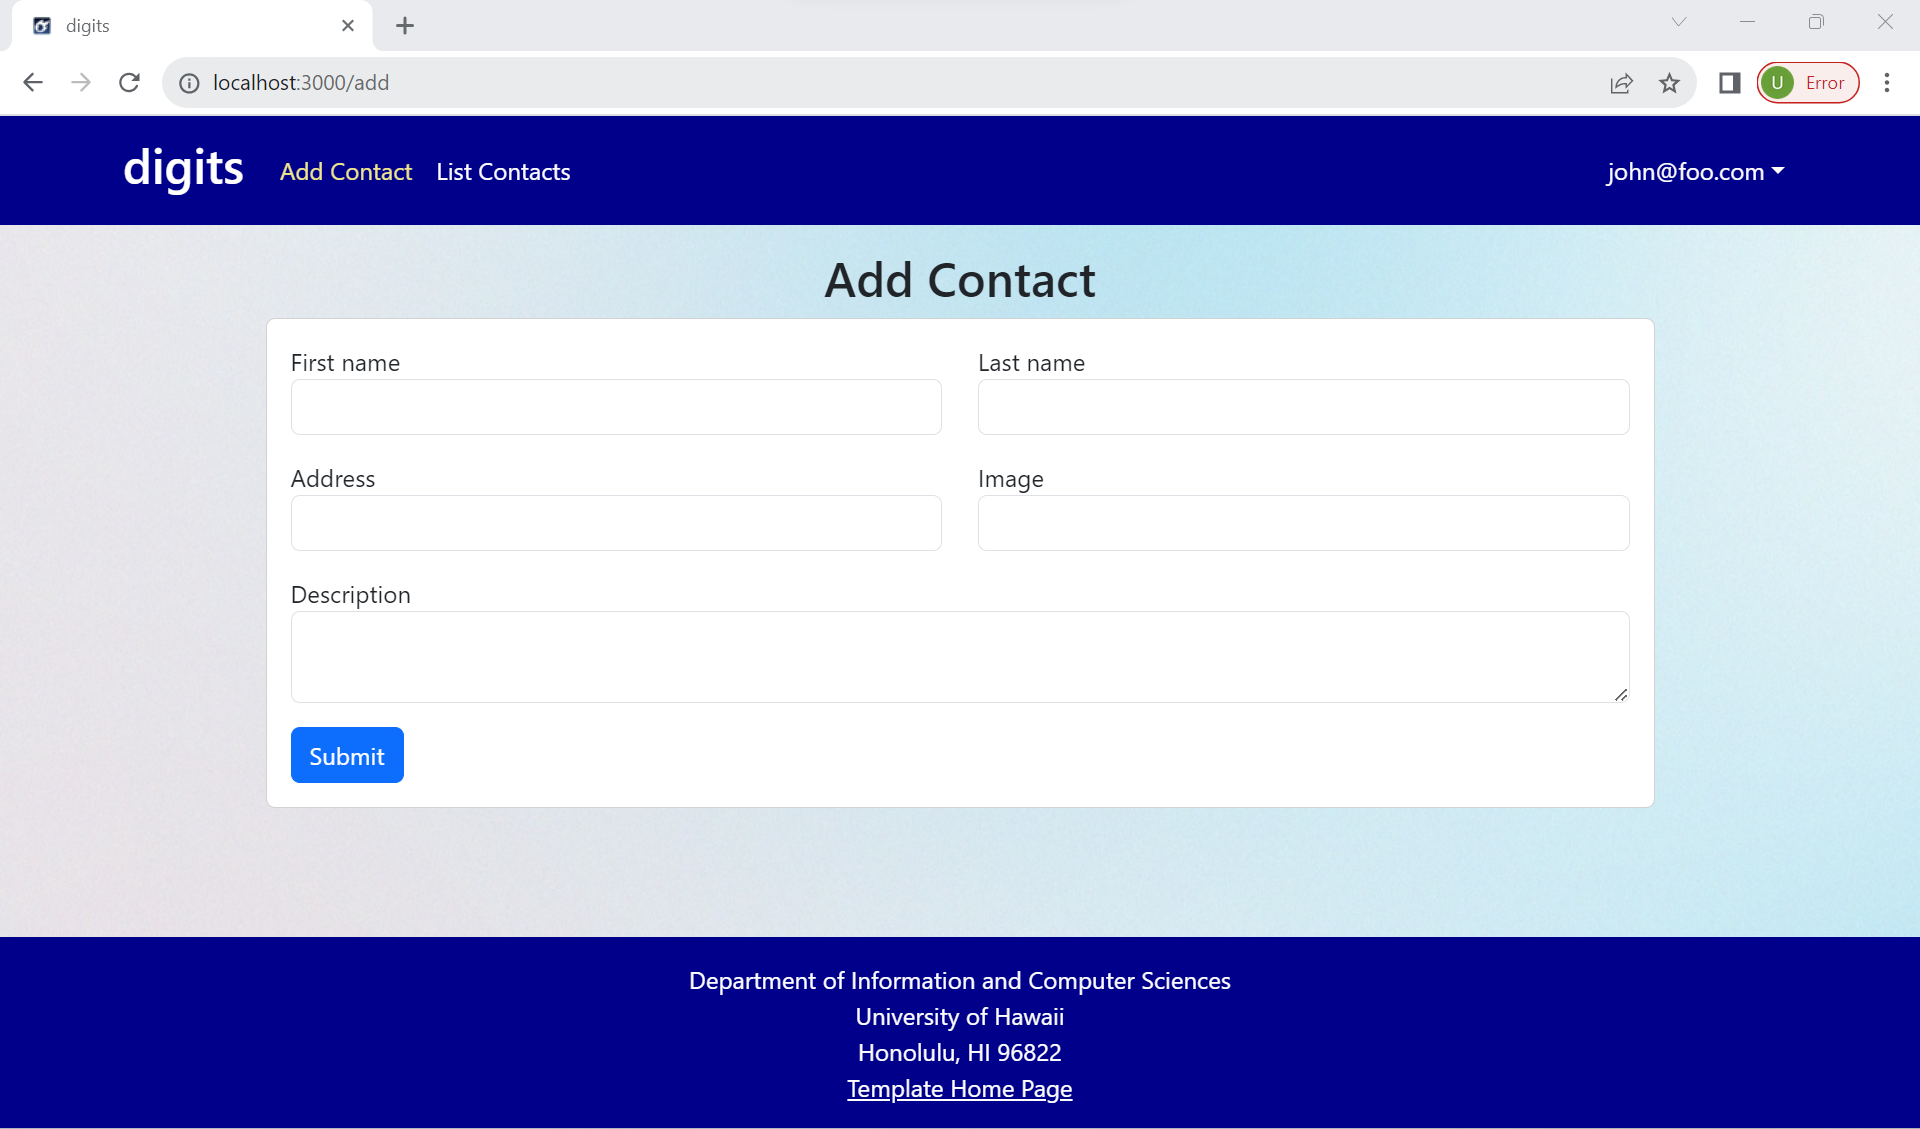 digits
localhost:3000/add
U Error
digits Add Contact List Contacts john@foo.com
Add Contact
First name Last name
Address Image
Description
Submit
Department of Information and Computer Sciences
University of Hawaii
Honolulu, HI 96822
Template Home Page